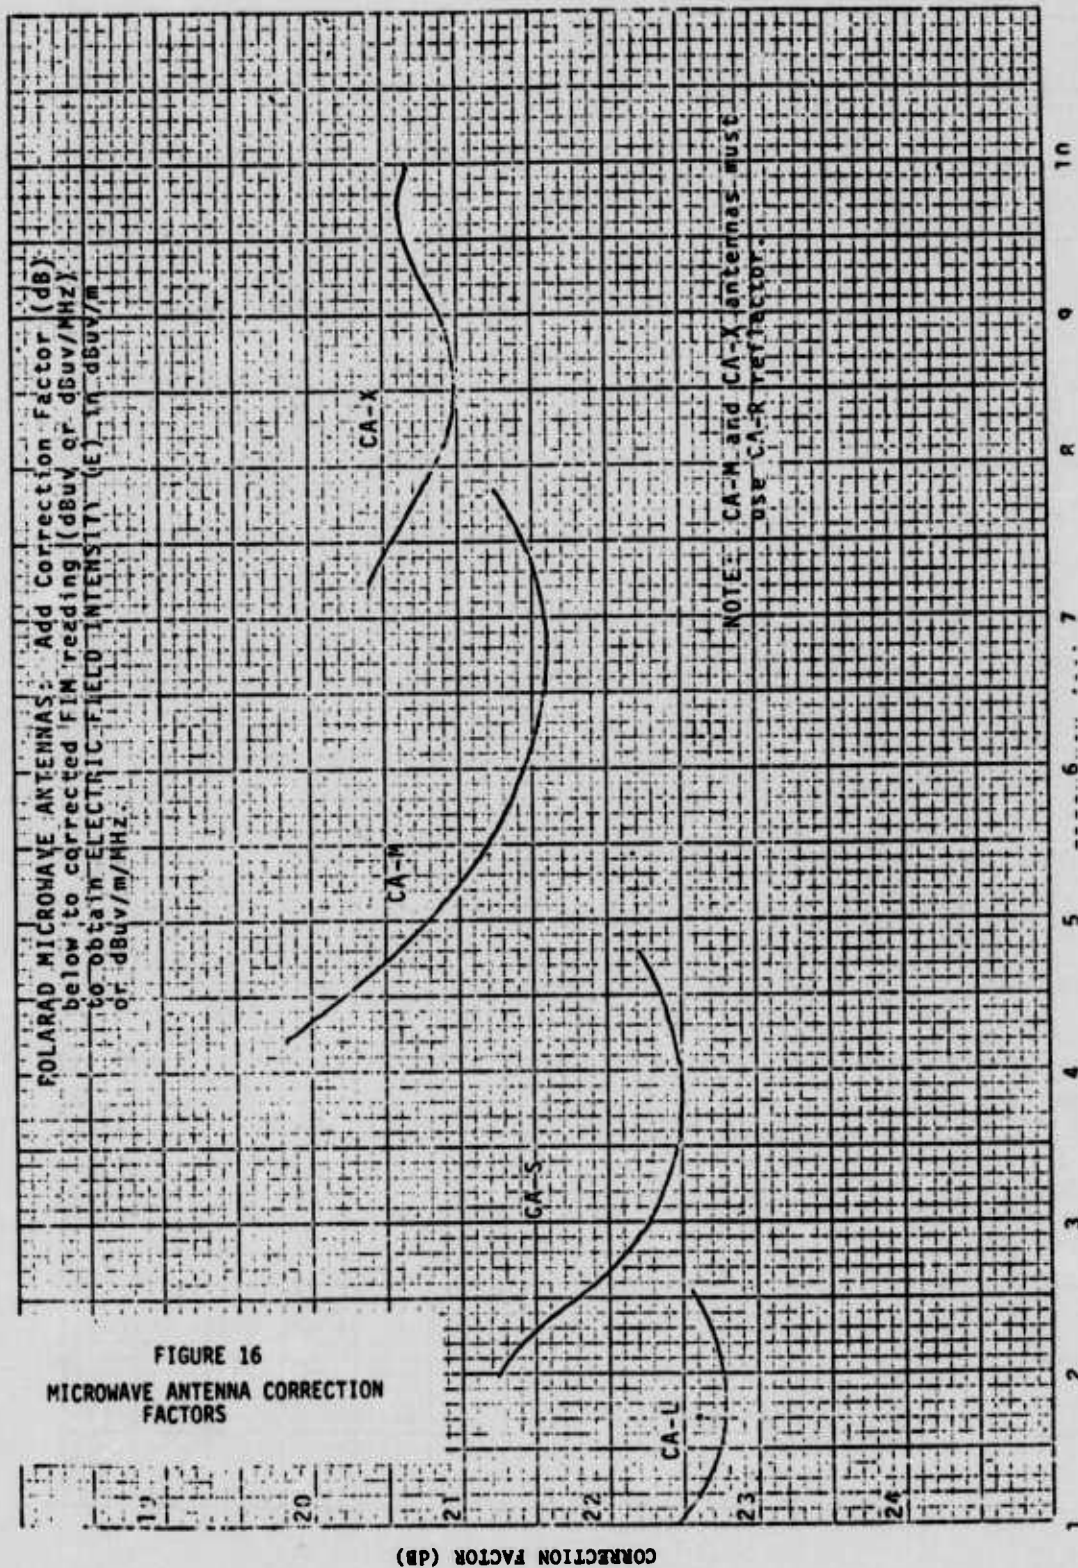 POLARAD MICROWAVE ANTENNAS: Add Correction Factor (dB)
below to corrected FIM reading (dBuv or dBuv/MHz)
to obtain ELECTRIC FIELD INTENSITY (E) in dBuv/m
or dBuv/m/MHz.
CA-X
CA-M
CA-S
CA-L
NOTE: CA-M and CA-X antennas must
use CA-R reflector.
FIGURE 16
MICROWAVE ANTENNA CORRECTION
FACTORS
CORRECTION FACTOR (dB)
19
20
21
22
23
24
1
2
3
4
5
6
7
8
9
10